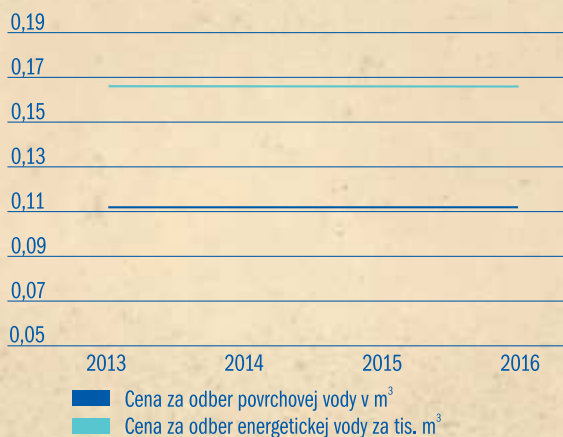 0,19
0,17
0,15
0,13
0,11
0,09
0,07
0,05
2013 2014 2015 2016
Cena za odber povrchovej vody v m³
Cena za odber energetickej vody za tis. m³